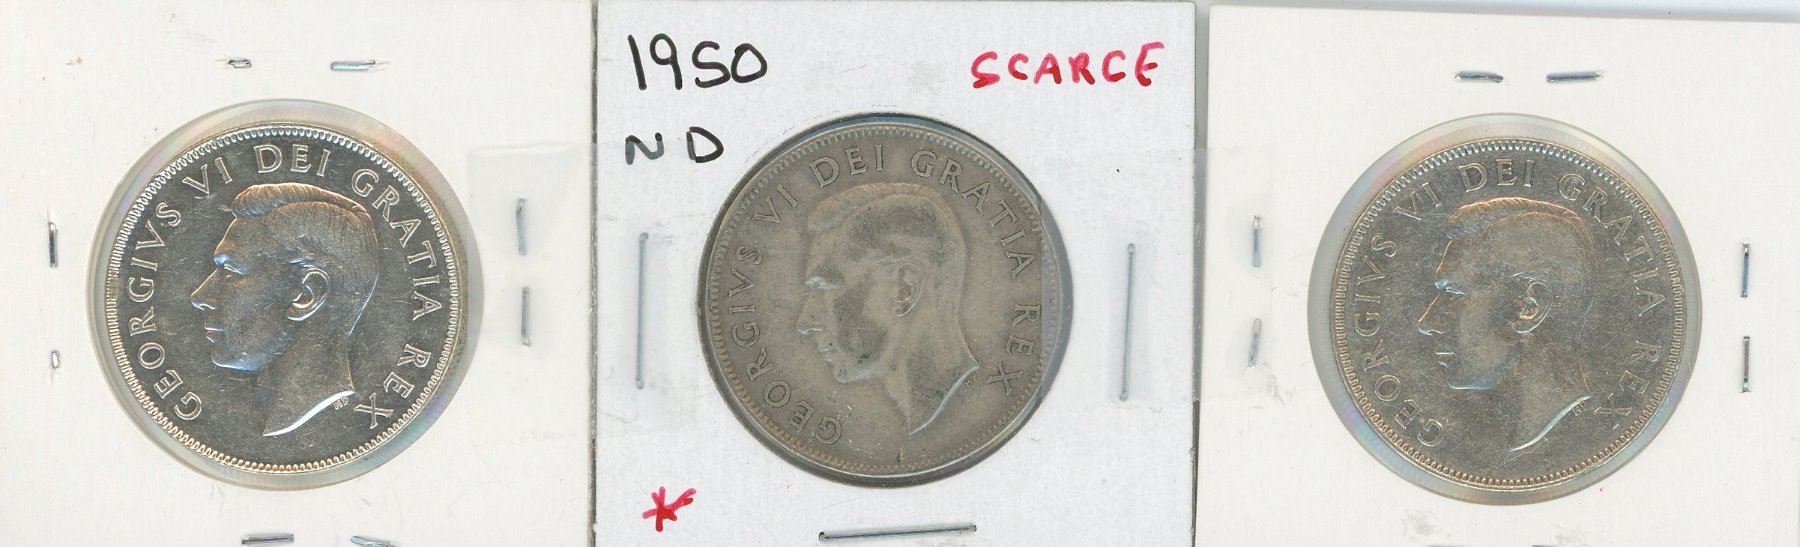 GEORGIVS VI DEI GRATIA REX
1950 SCARCE
ND
GEORGIVS VI DEI GRATIA REX
*
GEORGIVS VI DEI GRATIA REX